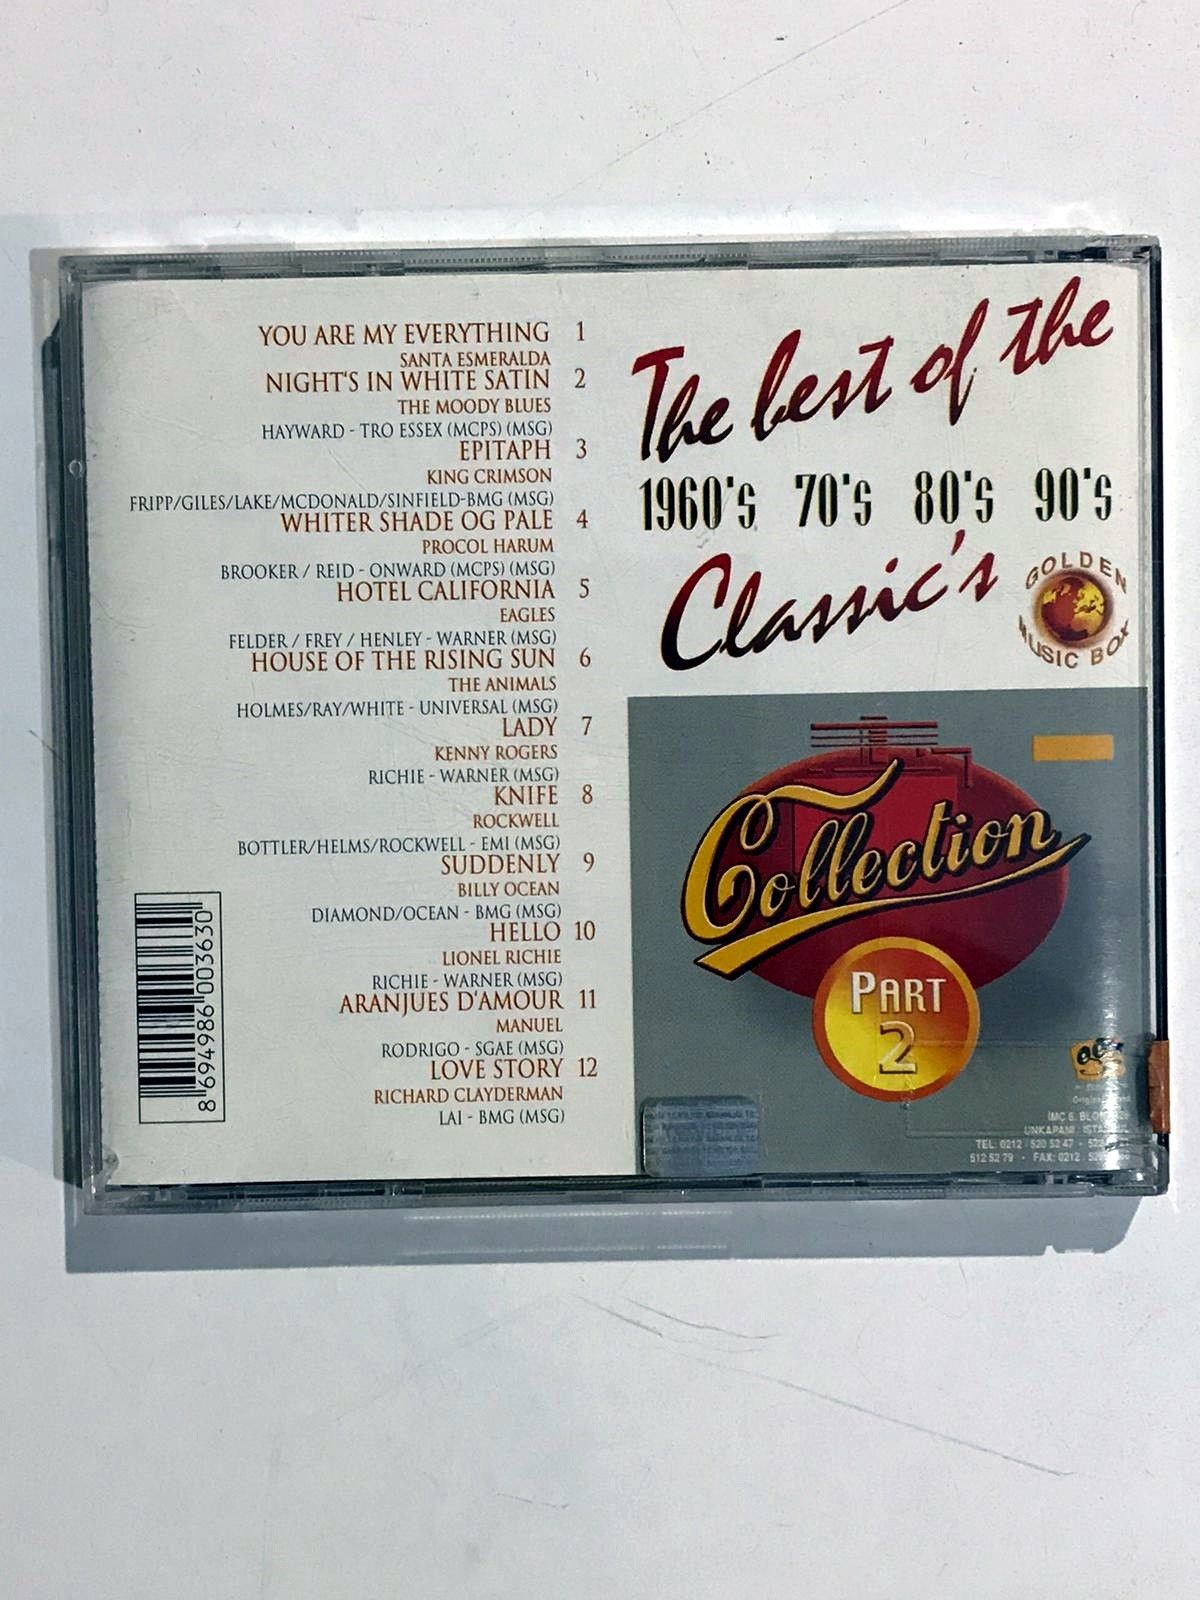 YOU ARE MY EVERYTHING 1
SANTA ESMERALDA
NIGHT'S IN WHITE SATIN 2
THE MOODY BLUES
HAYWARD - TRO ESSEX (MCPS) (MSG)
EPITAPH 3
KING CRIMSON
FRIPP/GILES/LAKE/MCDONALD/SINFIELD-BMG (MSG)
WHITER SHADE OG PALE 4
PROCOL HARUM
BROOKER / REID - ONWARD (MCPS) (MSG)
HOTEL CALIFORNIA 5
EAGLES
FELDER / FREY / HENLEY - WARNER (MSG)
HOUSE OF THE RISING SUN 6
THE ANIMALS
HOLMES/RAY/WHITE - UNIVERSAL (MSG)
LADY 7
KENNY ROGERS
RICHIE - WARNER (MSG)
KNIFE 8
ROCKWELL
BOTTLER/HELMS/ROCKWELL - EMI (MSG)
SUDDENLY 9
BILLY OCEAN
DIAMOND/OCEAN - BMG (MSG)
HELLO 10
LIONEL RICHIE
RICHIE - WARNER (MSG)
ARANJUES D'AMOUR 11
MANUEL
RODRIGO - SGAE (MSG)
LOVE STORY 12
RICHARD CLAYDERMAN
LAI - BMG (MSG)
8 694986 003630
The best of the
1960's 70's 80's 90's
Classic's
GOLDEN
MUSIC BOX
Collection
PART
2
IMC 6. BLOK
UNKAPANI - ISTANBUL
TEL: 0212 - 520 52 47 -
512 52 79 - FAX: 0212